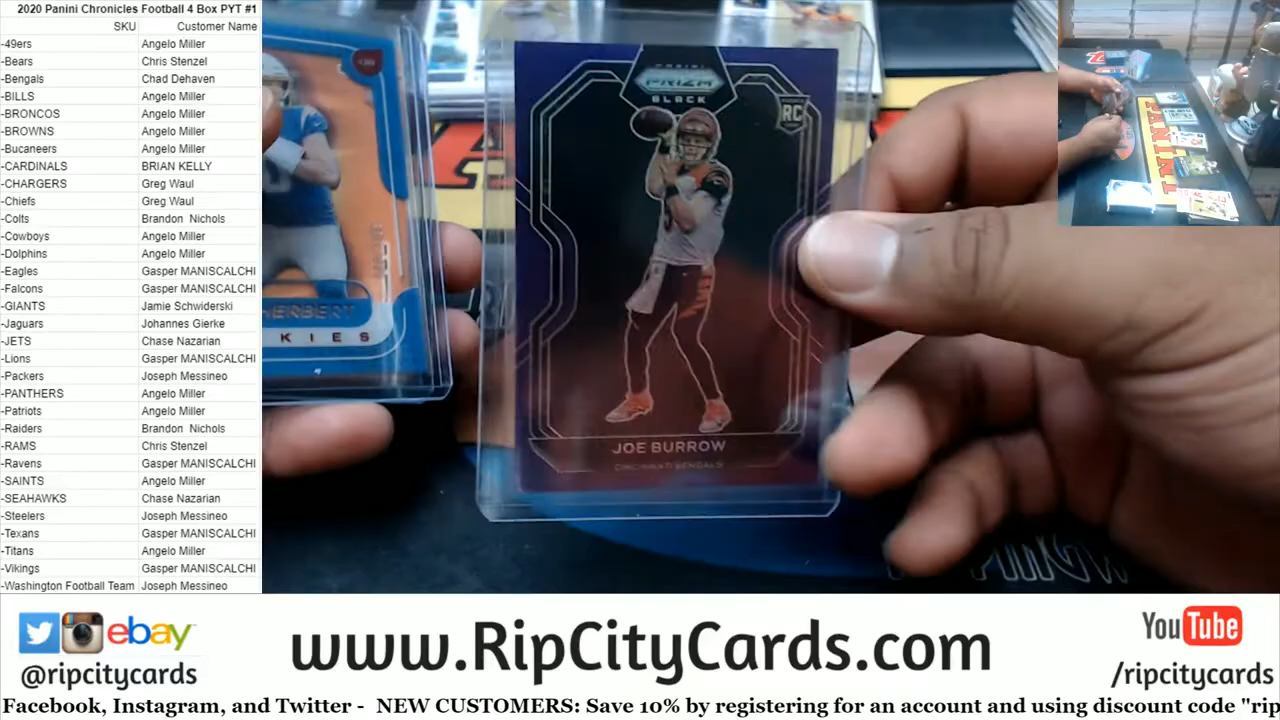 2020 Panini Chronicles Football 4 Box PYT #1
SKU Customer Name
-49ers Angelo Miller
-Bears Chris Stenzel
-Bengals Chad Dehaven
-BILLS Angelo Miller
-BRONCOS Angelo Miller
-BROWNS Angelo Miller
-Bucaneers Angelo Miller
-CARDINALS BRIAN KELLY
-CHARGERS Greg Waul
-Chiefs Greg Waul
-Colts Brandon Nichols
-Cowboys Angelo Miller
-Dolphins Angelo Miller
-Eagles Gasper MANISCALCHI
-Falcons Gasper MANISCALCHI
-GIANTS Jamie Schwiderski
-Jaguars Johannes Gierke
-JETS Chase Nazarian
-Lions Gasper MANISCALCHI
-Packers Joseph Messineo
-PANTHERS Angelo Miller
-Patriots Angelo Miller
-Raiders Brandon Nichols
-RAMS Chris Stenzel
-Ravens Gasper MANISCALCHI
-SAINTS Angelo Miller
-SEAHAWKS Chase Nazarian
-Steelers Joseph Messineo
-Texans Gasper MANISCALCHI
-Titans Angelo Miller
-Vikings Gasper MANISCALCHI
-Washington Football Team Joseph Messineo
HERBERT
KIES
PANINI
PRIZM
BLACK
RC
JOE BURROW
CINCINNATI BENGALS
PANINI
ebay
@ripcitycards
www.RipCityCards.com
YouTube
/ripcitycards
Facebook, Instagram, and Twitter - NEW CUSTOMERS: Save 10% by registering for an account and using discount code "rip